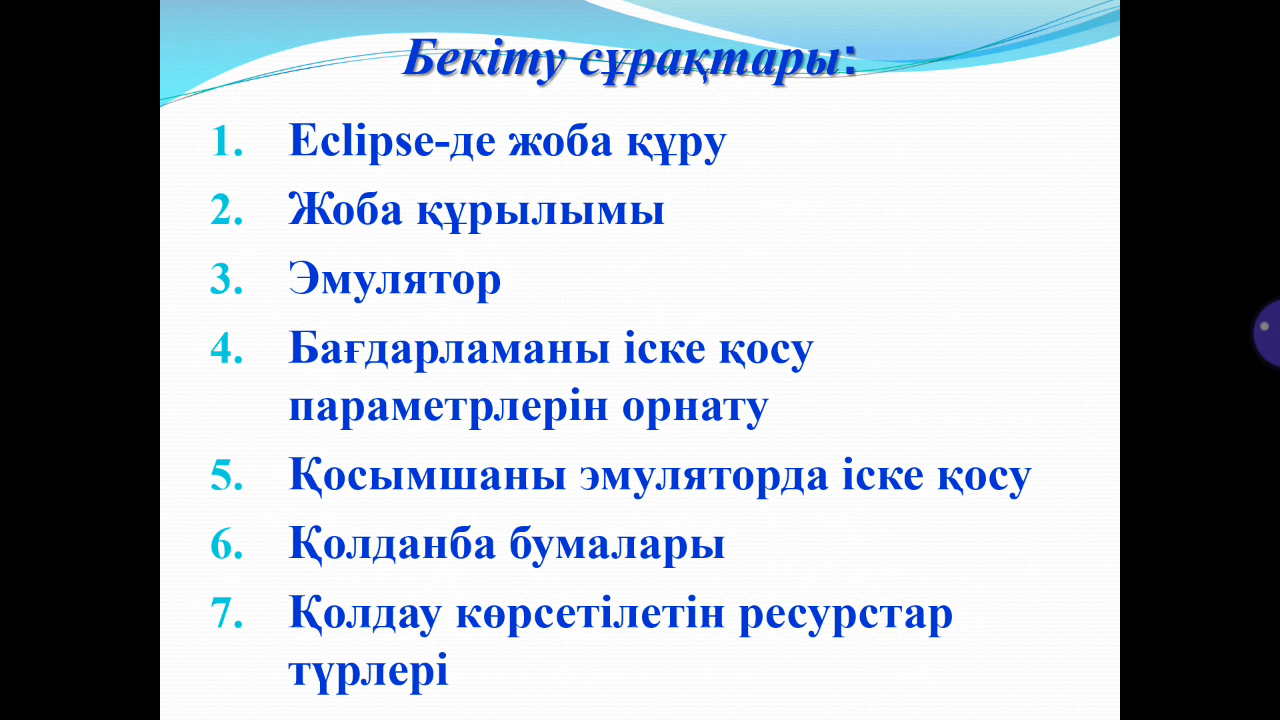 Бекіту сұрақтары:
1. Eclipse-де жоба құру
2. Жоба құрылымы
3. Эмулятор
4. Бағдарламаны іске қосу
параметрлерін орнату
5. Қосымшаны эмуляторда іске қосу
6. Қолданба бумалары
7. Қолдау көрсетілетін ресурстар
түрлері